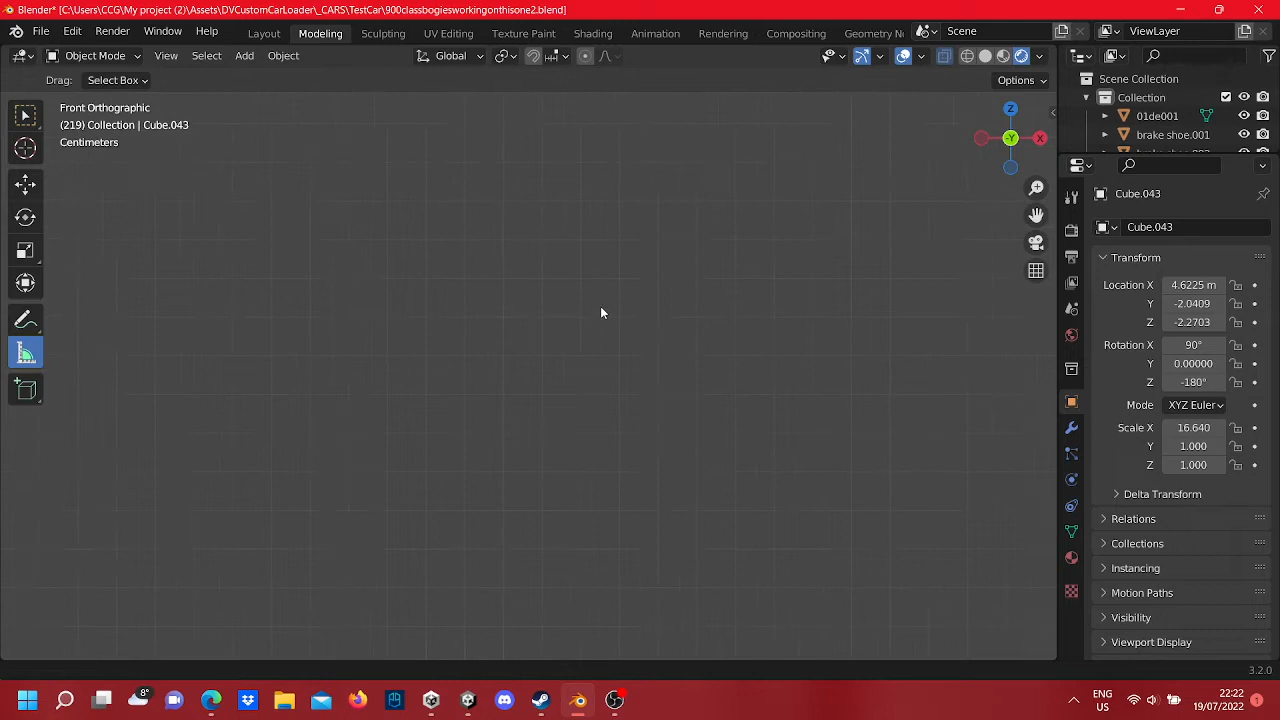 Blender* [C:\Users\CCG\My project (2)\Assets\DVCustomCarLoader\_CARS\TestCar\900classbogiesworkingonthisone2.blend]
File Edit Render Window Help Layout Modeling Sculpting UV Editing Texture Paint Shading Animation Rendering Compositing Geometry No Scene ViewLayer
Object Mode View Select Add Object Global
Drag: Select Box Options
Front Orthographic
(219) Collection | Cube.043
Centimeters
Z
-Y
X
Scene Collection
Collection
01de001
brake shoe.001
Cube.043
Cube.043
Transform
Location X 4.6225 m
Y -2.0409
Z -2.2703
Rotation X 90°
Y 0.00000
Z -180°
Mode XYZ Euler
Scale X 16.640
Y 1.000
Z 1.000
Delta Transform
Relations
Collections
Instancing
Motion Paths
Visibility
Viewport Display
3.2.0
8°
ENG
US
22:22
19/07/2022
1